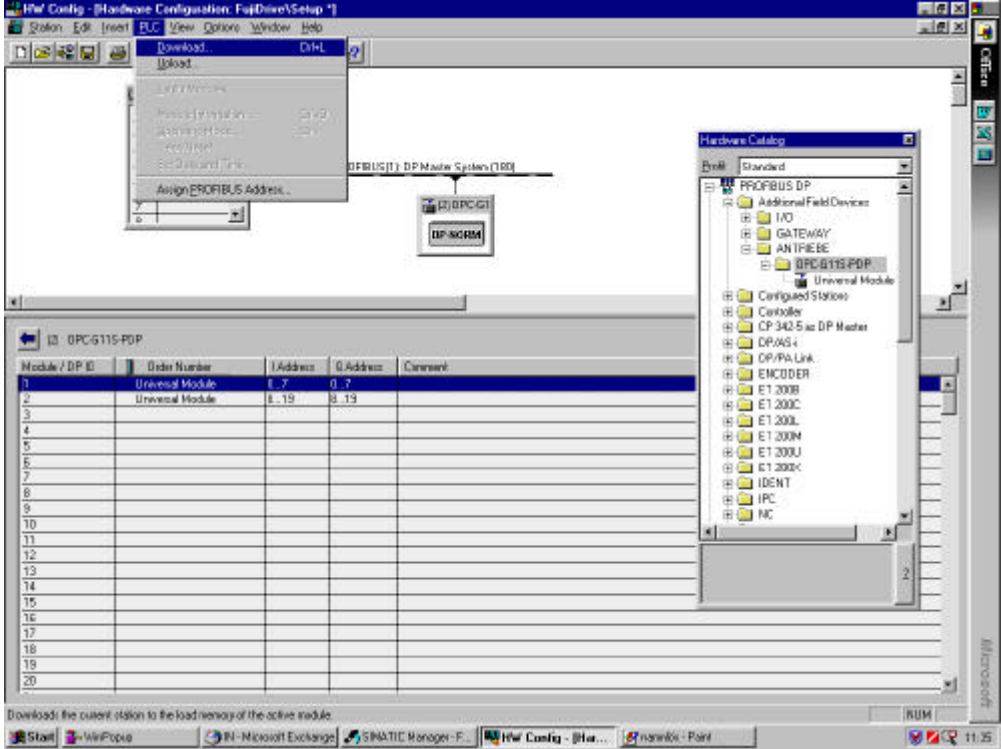 HW Config - [Hardware Configuration: FujiDrive\Setup *]
Station Edit Insert PLC View Options Window Help
Download... Ctrl+L
Upload...
Assign PROFIBUS Address...
PROFIBUS(1): DP Master System (180)
(2) OPC-G1
DP-NORM
7
Hardware Catalog
Profil Standard
PROFIBUS DP
Additional Field Devices
I/O
GATEWAY
ANTRIEBE
OPC-G11S-PDP
Universal Module
Configured Stations
Controller
CP 342-5 as DP Master
DP/AS-i
DP/PA Link
ENCODER
ET 200B
ET 200C
ET 200L
ET 200M
ET 200U
ET 200X
IDENT
IPC
NC
(2) OPC-G11S-PDP
Module / DP ID Order Number I Address Q Address Comment
1 Universal Module 0...7 0...7
2 Universal Module 8...19 8...19
3
4
5
6
7
8
9
10
11
12
13
14
15
16
17
18
19
20
Downloads the current station to the load memory of the active module.
NUM
Start WinPopup IN - Microsoft Exchange SIMATIC Manager - F... HW Config - [Har... - Paint 11:35
Office
Microsoft